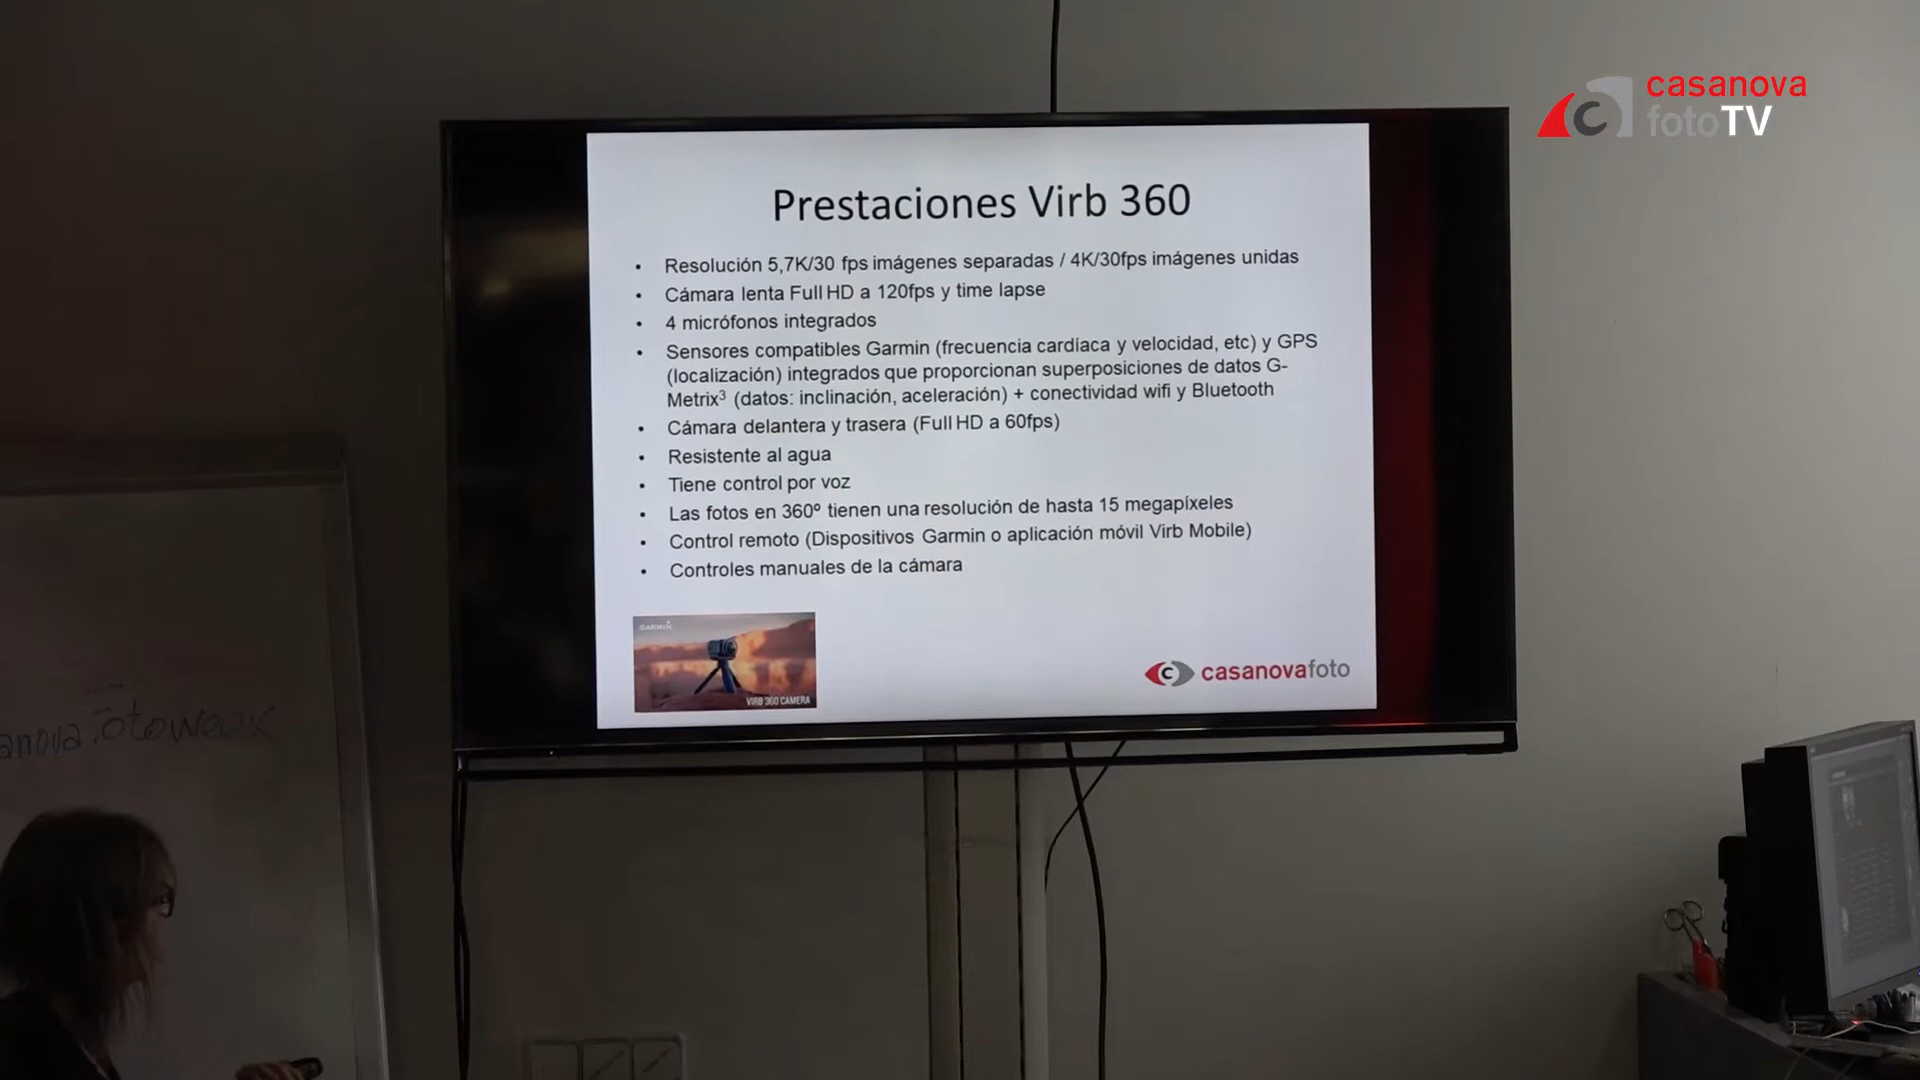 casanova
fotoTV
Prestaciones Virb 360
• Resolución 5,7K/30 fps imágenes separadas / 4K/30fps imágenes unidas
• Cámara lenta Full HD a 120fps y time lapse
• 4 micrófonos integrados
• Sensores compatibles Garmin (frecuencia cardíaca y velocidad, etc) y GPS
(localización) integrados que proporcionan superposiciones de datos G-
Metrix³ (datos: inclinación, aceleración) + conectividad wifi y Bluetooth
• Cámara delantera y trasera (Full HD a 60fps)
• Resistente al agua
• Tiene control por voz
• Las fotos en 360º tienen una resolución de hasta 15 megapíxeles
• Control remoto (Dispositivos Garmin o aplicación móvil Virb Mobile)
• Controles manuales de la cámara
GARMIN
VIRB 360 CAMERA
c casanovafoto
anovafotoweek